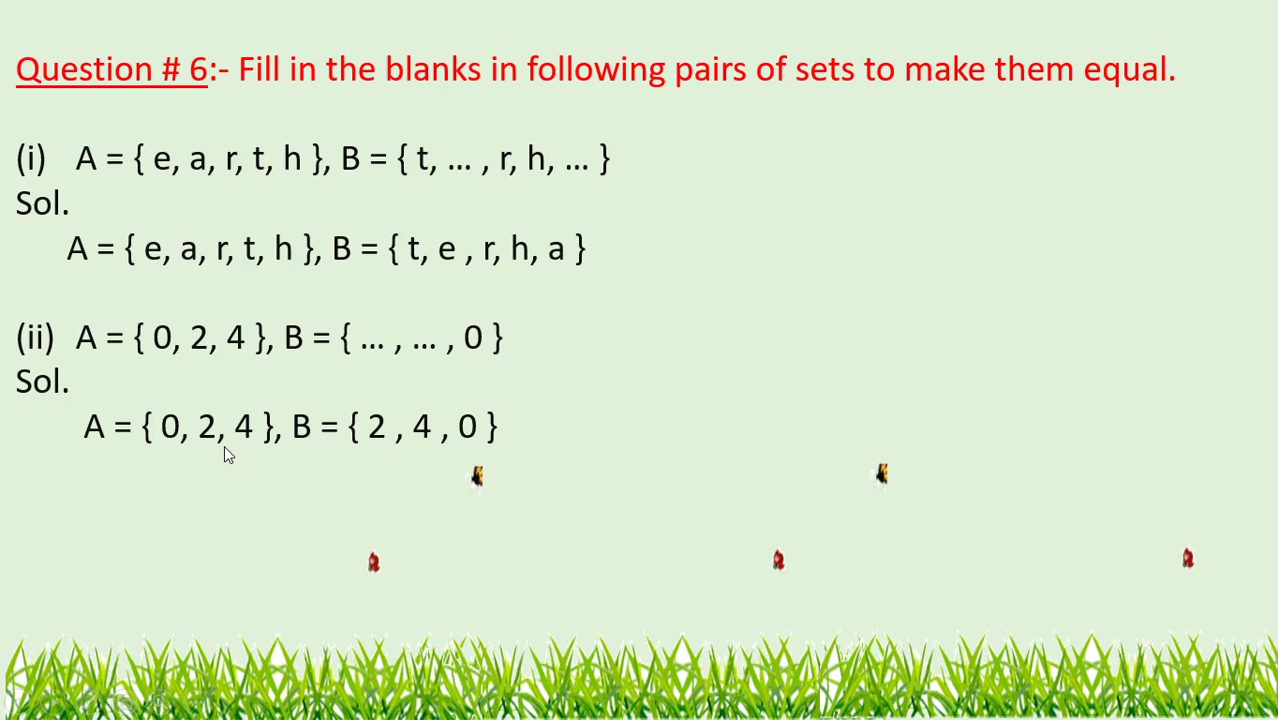 Question # 6:- Fill in the blanks in following pairs of sets to make them equal.
(i) A = { e, a, r, t, h }, B = { t, ... , r, h, ... }
Sol.
A = { e, a, r, t, h }, B = { t, e , r, h, a }
(ii) A = { 0, 2, 4 }, B = { ... , ... , 0 }
Sol.
A = { 0, 2, 4 }, B = { 2 , 4 , 0 }